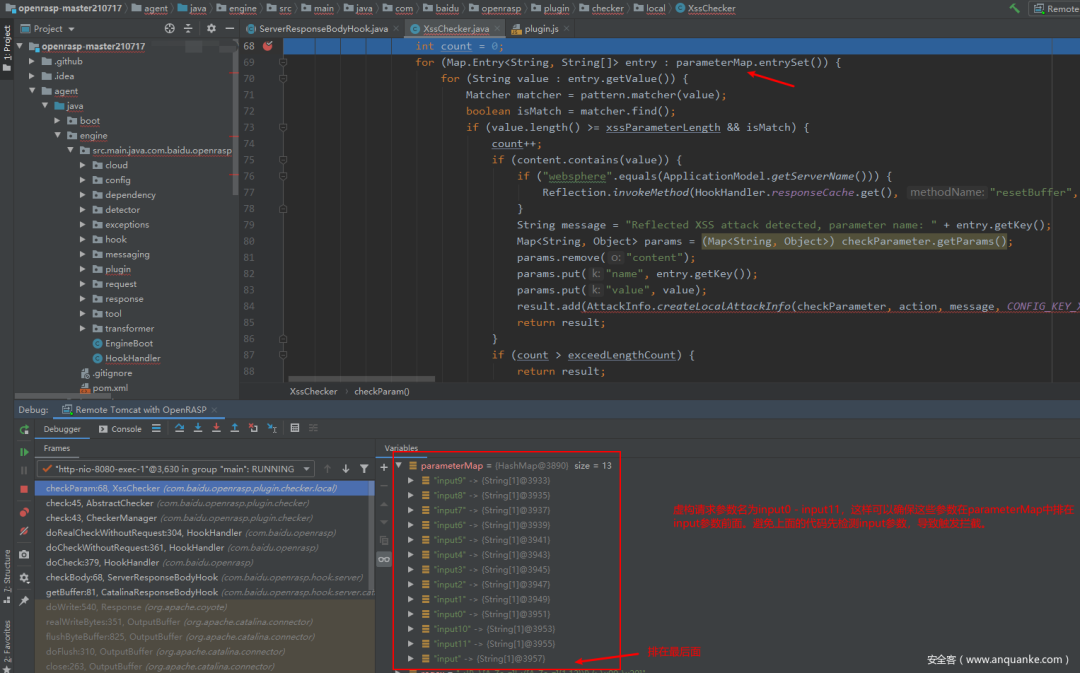 openrasp-master210717 agent java engine src main java com baidu openrasp plugin checker local XssChecker Remote
Project ServerResponseBodyHook.java XssChecker.java plugin.js
openrasp-master210717
.github
.idea
agent
java
boot
engine
src.main.java.com.baidu.openrasp
cloud
config
dependency
detector
exceptions
hook
messaging
plugin
request
response
tool
transformer
EngineBoot
HookHandler
.gitignore
pom.xml
1: Project
68 int count = 0;
69 for (Map.Entry<String, String[]> entry : parameterMap.entrySet()) {
70 for (String value : entry.getValue()) {
71 Matcher matcher = pattern.matcher(value);
72 boolean isMatch = matcher.find();
73 if (value.length() >= xssParameterLength && isMatch) {
74 count++;
75 if (content.contains(value)) {
76 if ("websphere".equals(ApplicationModel.getServerName())) {
77 Reflection.invokeMethod(HookHandler.responseCache.get(), methodName: "resetBuffer",
78 }
79 String message = "Reflected XSS attack detected, parameter name: " + entry.getKey();
80 Map<String, Object> params = (Map<String, Object>) checkParameter.getParams();
81 params.remove( o: "content");
82 params.put( k: "name", entry.getKey());
83 params.put( k: "value", value);
84 result.add(AttackInfo.createLocalAttackInfo(checkParameter, action, message, CONFIG_KEY_X
85 return result;
86 }
87 if (count > exceedLengthCount) {
88 return result;
XssChecker checkParam()
Debug: Remote Tomcat with OpenRASP
Debugger Console
Frames
"http-nio-8080-exec-1"@3,630 in group "main": RUNNING
checkParam:68, XssChecker (com.baidu.openrasp.plugin.checker.local)
check:45, AbstractChecker (com.baidu.openrasp.plugin.checker)
check:43, CheckerManager (com.baidu.openrasp.plugin.checker)
doRealCheckWithoutRequest:304, HookHandler (com.baidu.openrasp)
doCheckWithoutRequest:361, HookHandler (com.baidu.openrasp)
doCheck:379, HookHandler (com.baidu.openrasp)
checkBody:68, ServerResponseBodyHook (com.baidu.openrasp.hook.server)
getBuffer:81, CatalinaResponseBodyHook (com.baidu.openrasp.hook.server.cat
doWrite:540, Response (org.apache.coyote)
realWriteBytes:351, OutputBuffer (org.apache.catalina.connector)
flushByteBuffer:825, OutputBuffer (org.apache.catalina.connector)
doFlush:310, OutputBuffer (org.apache.catalina.connector)
close:263, OutputBuffer (org.apache.catalina.connector)
7: Structure
2: Favorites
Variables
parameterMap = {HashMap@3890} size = 13
"input9" -> {String[1]@3933}
"input8" -> {String[1]@3935}
"input7" -> {String[1]@3937}
"input6" -> {String[1]@3939}
"input5" -> {String[1]@3941}
"input4" -> {String[1]@3943}
"input3" -> {String[1]@3945}
"input2" -> {String[1]@3947}
"input1" -> {String[1]@3949}
"input0" -> {String[1]@3951}
"input10" -> {String[1]@3953}
"input11" -> {String[1]@3955}
"input" -> {String[1]@3957}
虚构请求参数名为input0 - input11，这样可以确保这些参数在parameterMap中排在
input参数前面。避免上面的代码先检测input参数，导致触发拦截。
排在最后面
安全客（www.anquanke.com）